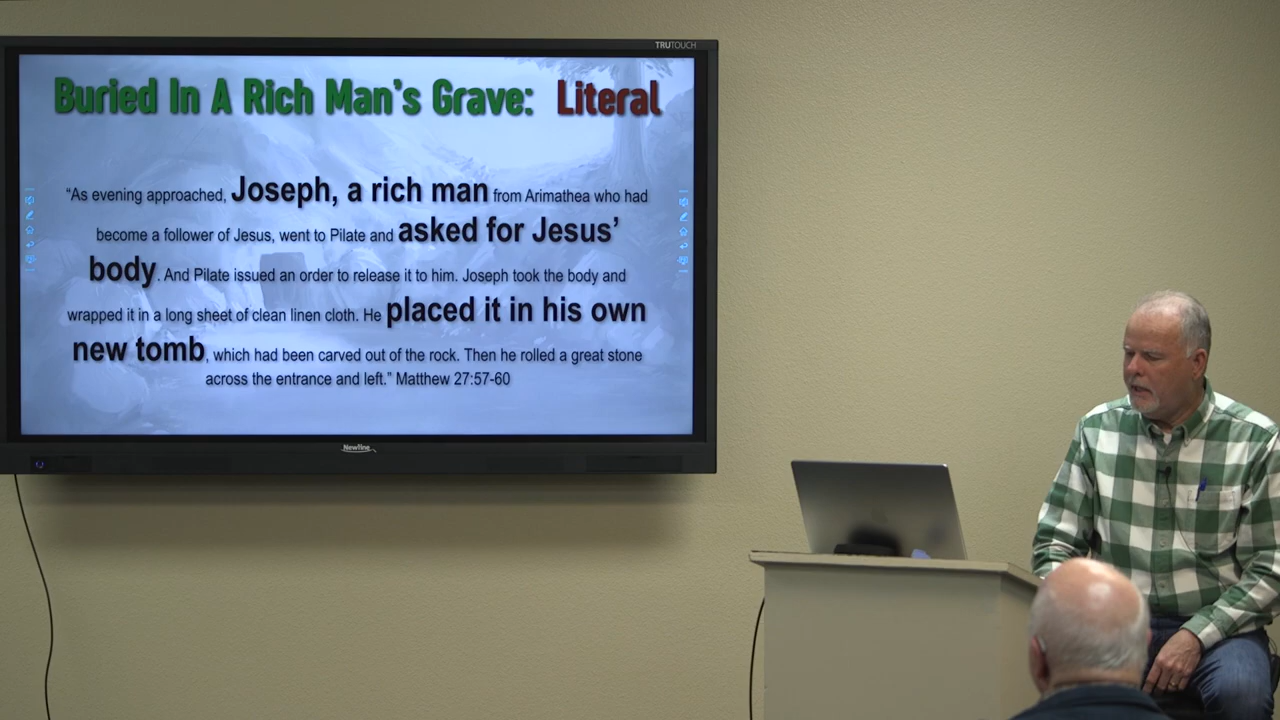 TRUTOUCH
Buried In A Rich Man's Grave: Literal
“As evening approached, Joseph, a rich man from Arimathea who had
become a follower of Jesus, went to Pilate and asked for Jesus’
body. And Pilate issued an order to release it to him. Joseph took the body and
wrapped it in a long sheet of clean linen cloth. He placed it in his own
new tomb, which had been carved out of the rock. Then he rolled a great stone
across the entrance and left.” Matthew 27:57-60
Newline